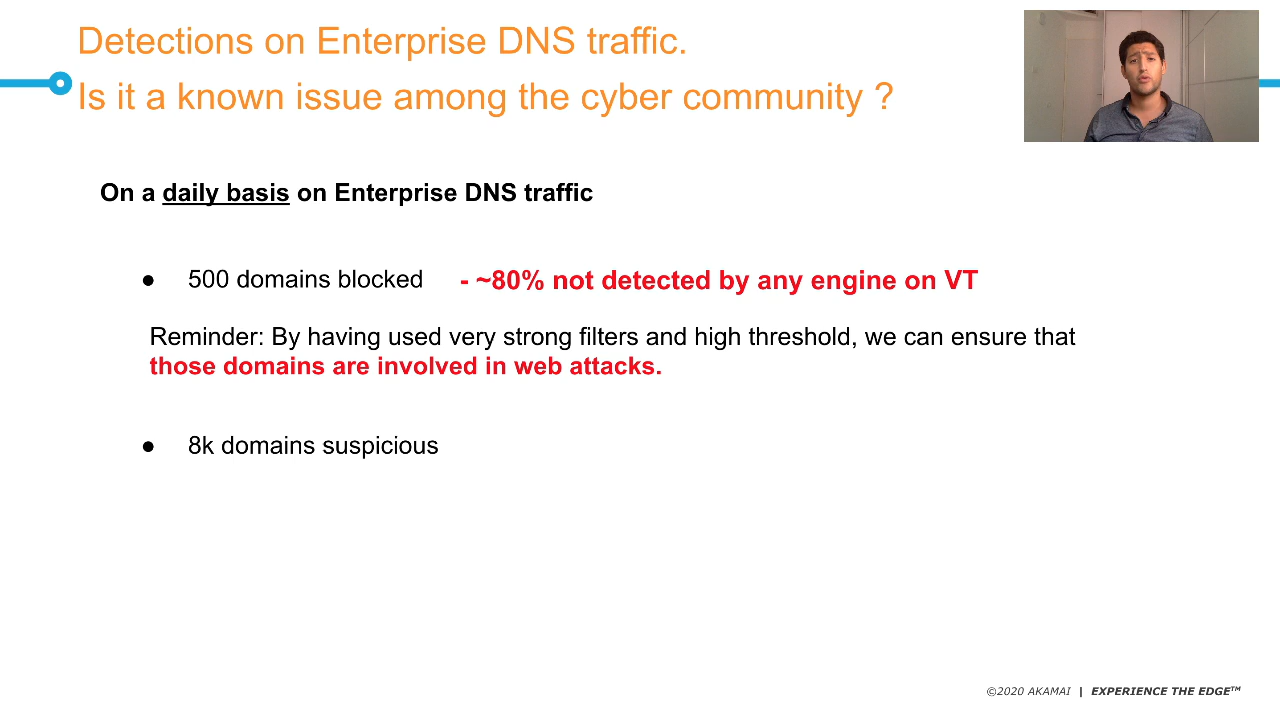 Detections on Enterprise DNS traffic.
Is it a known issue among the cyber community ?
On a daily basis on Enterprise DNS traffic
● 500 domains blocked - ~80% not detected by any engine on VT
Reminder: By having used very strong filters and high threshold, we can ensure that
those domains are involved in web attacks.
● 8k domains suspicious
©2020 AKAMAI | EXPERIENCE THE EDGE™